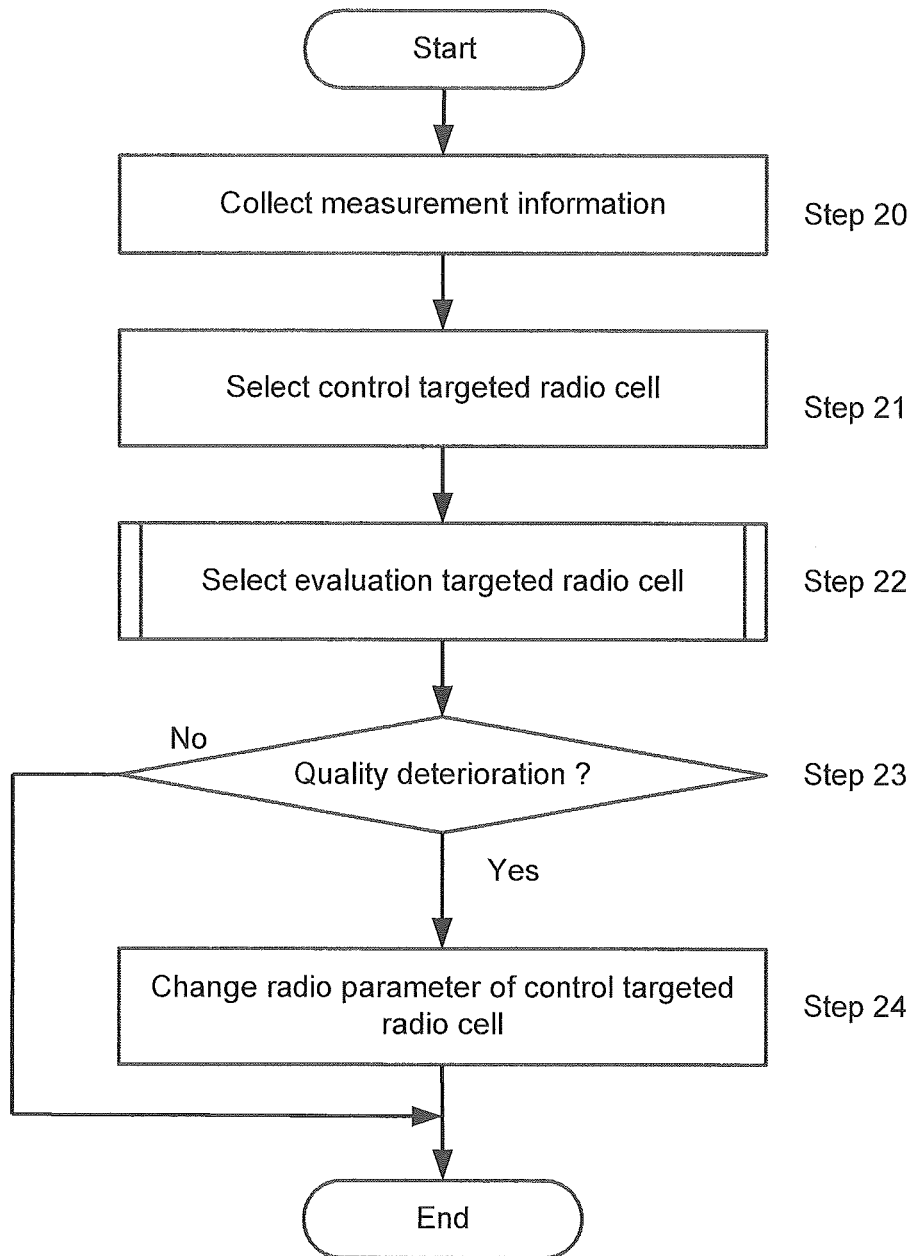 Start
Collect measurement information
Step 20
Select control targeted radio cell
Step 21
Select evaluation targeted radio cell
Step 22
No
Quality deterioration ?
Step 23
Yes
Change radio parameter of control targeted
radio cell
Step 24
End